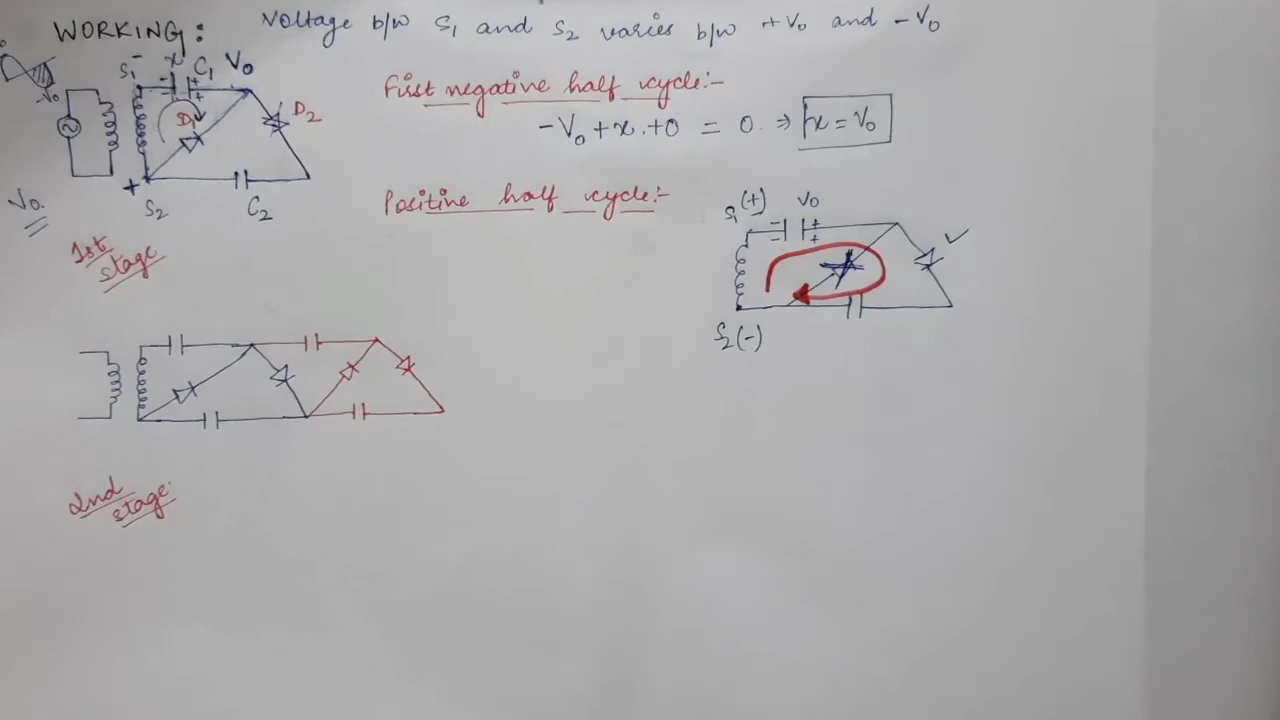 WORKING: Voltage b/w S₁ and S₂ varies b/w +V₀ and -V₀
S₁ - x C₁ V₀
D₁ D₂
+ S₂ C₂
V₀
1st stage
First negative half cycle:-
-V₀ + x + 0 = 0 ⇒ x = V₀
Positive half cycle:-
S₁ (+) V₀
S₂ (-)
2nd stage